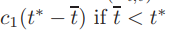 c₁(t* − t̅) if t̅ < t*